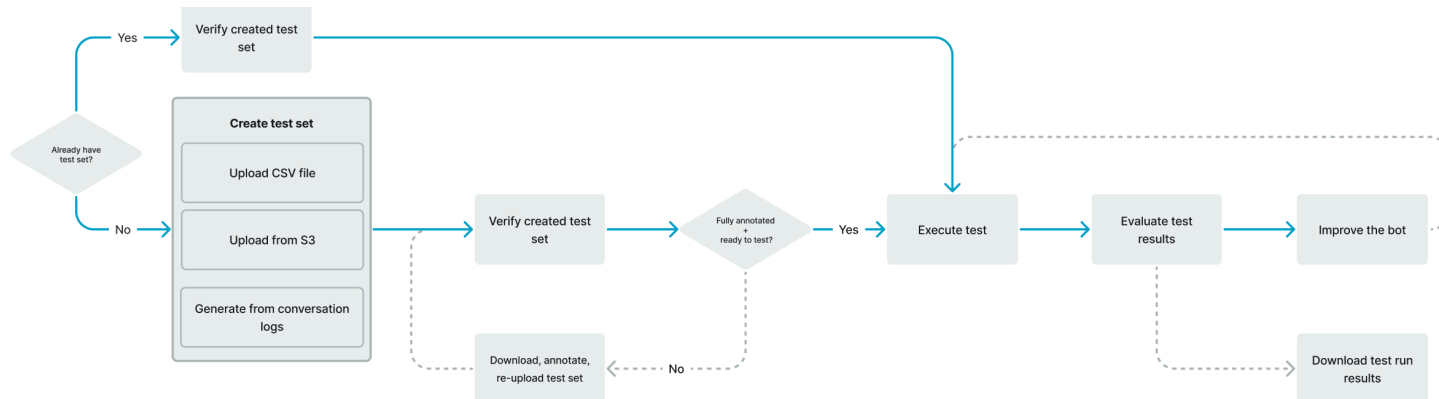 Yes
Verify created test
set
Already have
test set?
No
Create test set
Upload CSV file
Upload from S3
Generate from conversation
logs
Verify created test
set
Fully annotated
+
ready to test?
Yes
Execute test
Evaluate test
results
Improve the bot
Download, annotate,
re-upload test set
No
Download test run
results